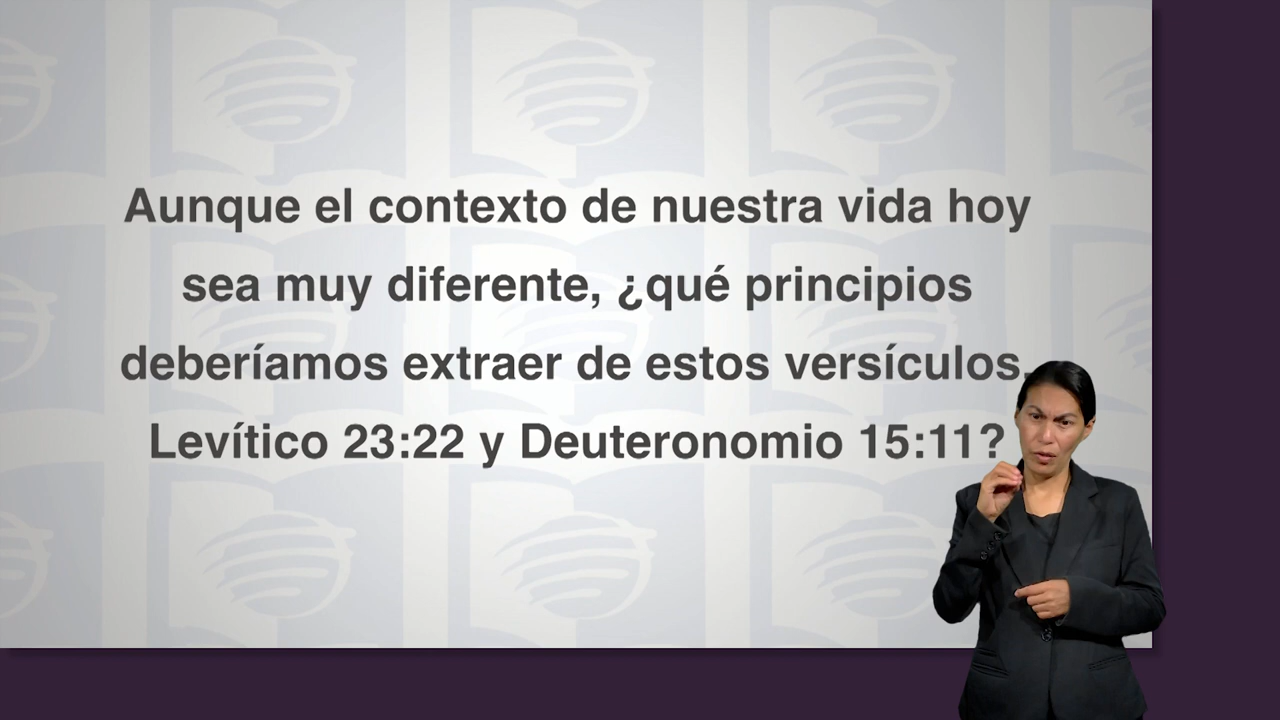 Aunque el contexto de nuestra vida hoy
sea muy diferente, ¿qué principios
deberíamos extraer de estos versículos,
Levítico 23:22 y Deuteronomio 15:11?